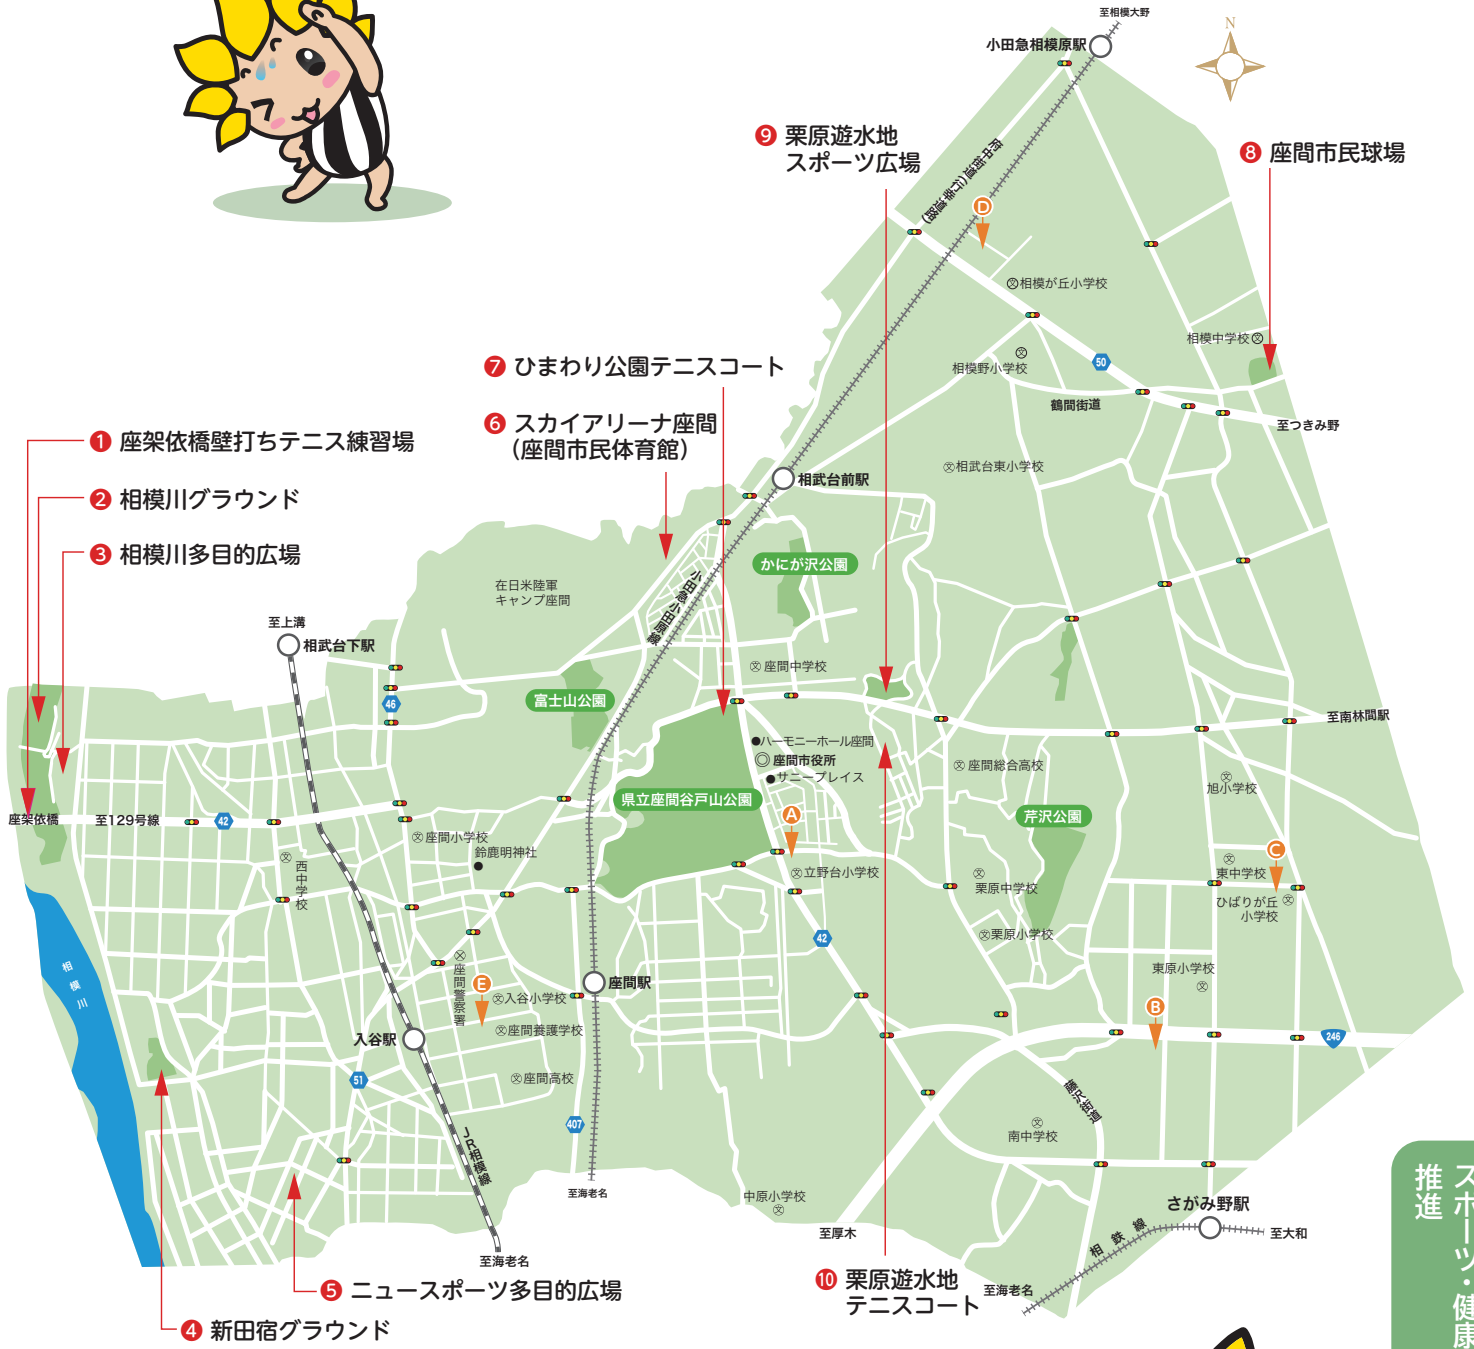 至相模大野
小田急相模原駅
N
❾ 栗原遊水地
スポーツ広場
❽ 座間市民球場
府中街道(行幸道路)
D
相模が丘小学校
相模中学校
相模野小学校
50
鶴間街道
至つきみ野
❼ ひまわり公園テニスコート
❻ スカイアリーナ座間
(座間市民体育館)
❶ 座架依橋壁打ちテニス練習場
❷ 相模川グラウンド
❸ 相模川多目的広場
相武台東小学校
相武台前駅
かにが沢公園
小田急小田原線
在日米陸軍
キャンプ座間
至上溝
相武台下駅
座間中学校
富士山公園
46
至南林間駅
ハーモニーホール座間
座間市役所
サニープレイス
座間総合高校
旭小学校
県立座間谷戸山公園
芹沢公園
A
座架依橋
至129号線
42
座間小学校
鈴鹿明神社
西中学校
立野台小学校
栗原中学校
東中学校
C
ひばりが丘
小学校
42
栗原小学校
相模川
座間警察署
E
入谷小学校
座間駅
東原小学校
B
座間養護学校
入谷駅
246
51
座間高校
藤沢街道
407
南中学校
JR相模線
至海老名
中原小学校
さがみ野駅
至厚木
相鉄線
至大和
至海老名
❺ ニュースポーツ多目的広場
❿ 栗原遊水地
テニスコート
至海老名
❹ 新田宿グラウンド
スポーツ・健康
推進